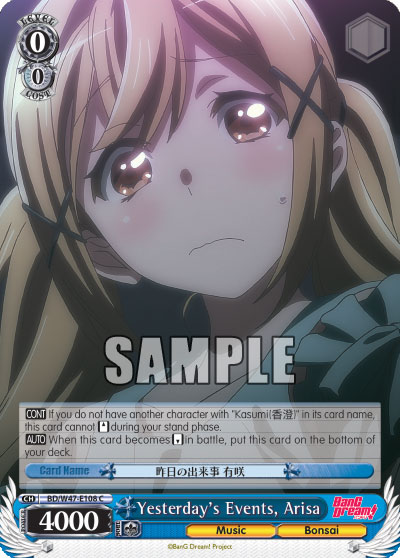 LEVEL
0
0
COST
SAMPLE
CONT If you do not have another character with "Kasumi(香澄)" in its card name,
this card cannot during your stand phase.
AUTO When this card becomes in battle, put this card on the bottom
of your deck.
Card Name 昨日の出来事 有咲
CH BD/W47-E108 C
Yesterday's Events, Arisa
BanG Dream!
POWER
4000
SOUL
Music
Bonsai
©BanG Dream! Project